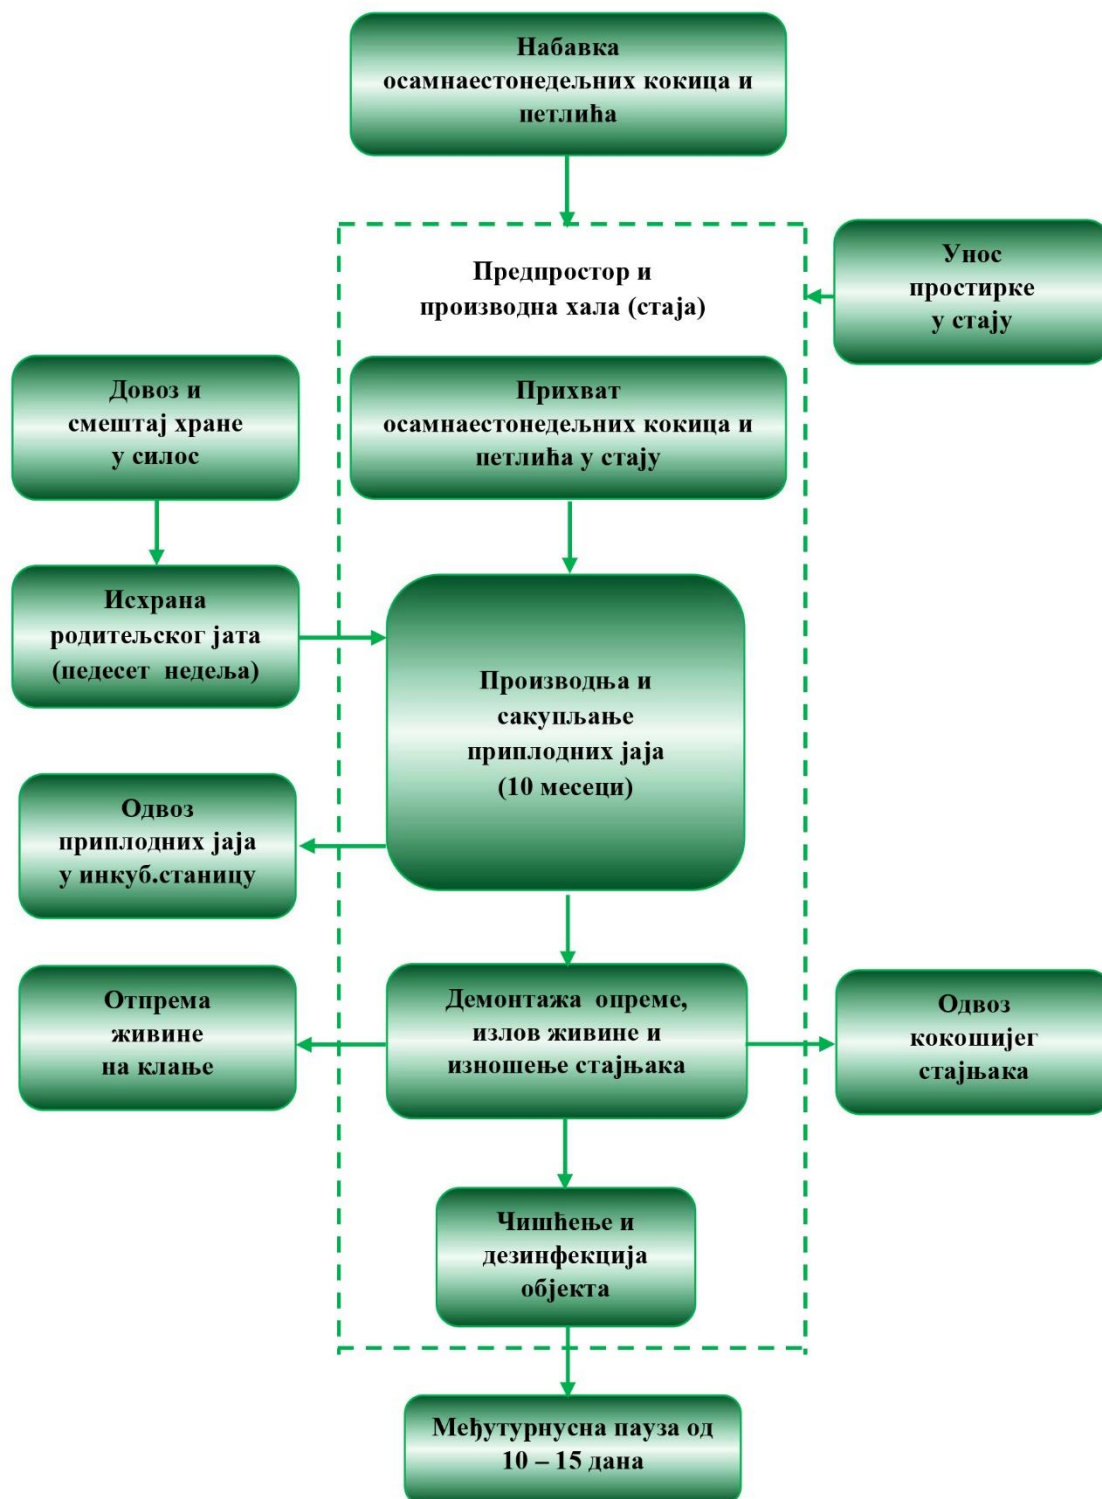 Набавка
осамнаестонедељних кокица и
петлића
Предпростор и
производна хала (стаја)
Унос
простирке
у стају
Довоз и
смештај хране
у силос
Прихват
осамнаестонедељних кокица и
петлића у стају
Исхрана
родитељског јата
(педесет недеља)
Производња и
сакупљање
приплодних јаја
(10 месеци)
Одвоз
приплодних јаја
у инкуб.станицу
Отпрема
живине
на клање
Демонтажа опреме,
излов живине и
изношење стајњака
Одвоз
кокошијег
стајњака
Чишћење и
дезинфекција
објекта
Међутурнусна пауза од
10 – 15 дана